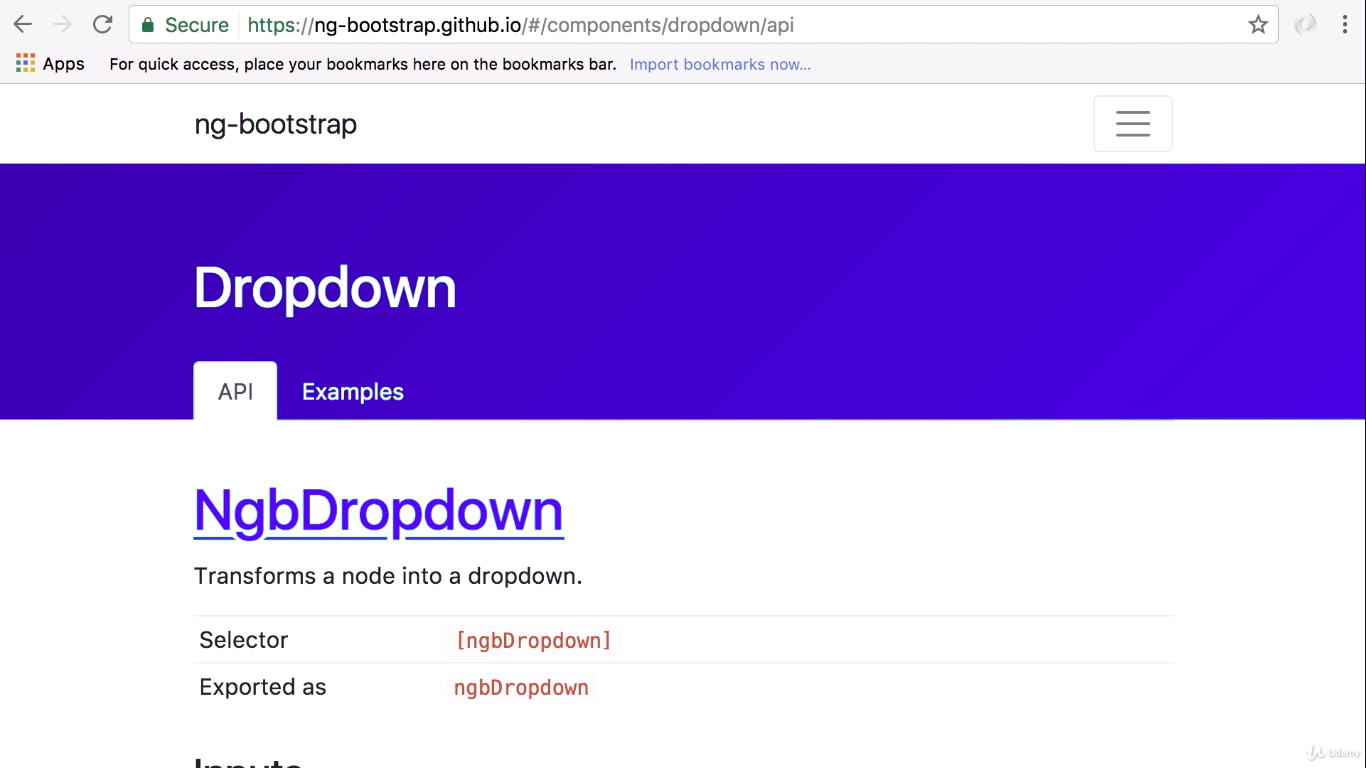 Secure https://ng-bootstrap.github.io/#/components/dropdown/api
Apps For quick access, place your bookmarks here on the bookmarks bar. Import bookmarks now...
ng-bootstrap
Dropdown
API Examples
NgbDropdown
Transforms a node into a dropdown.
Selector [ngbDropdown]
Exported as ngbDropdown
Inputs
Udemy